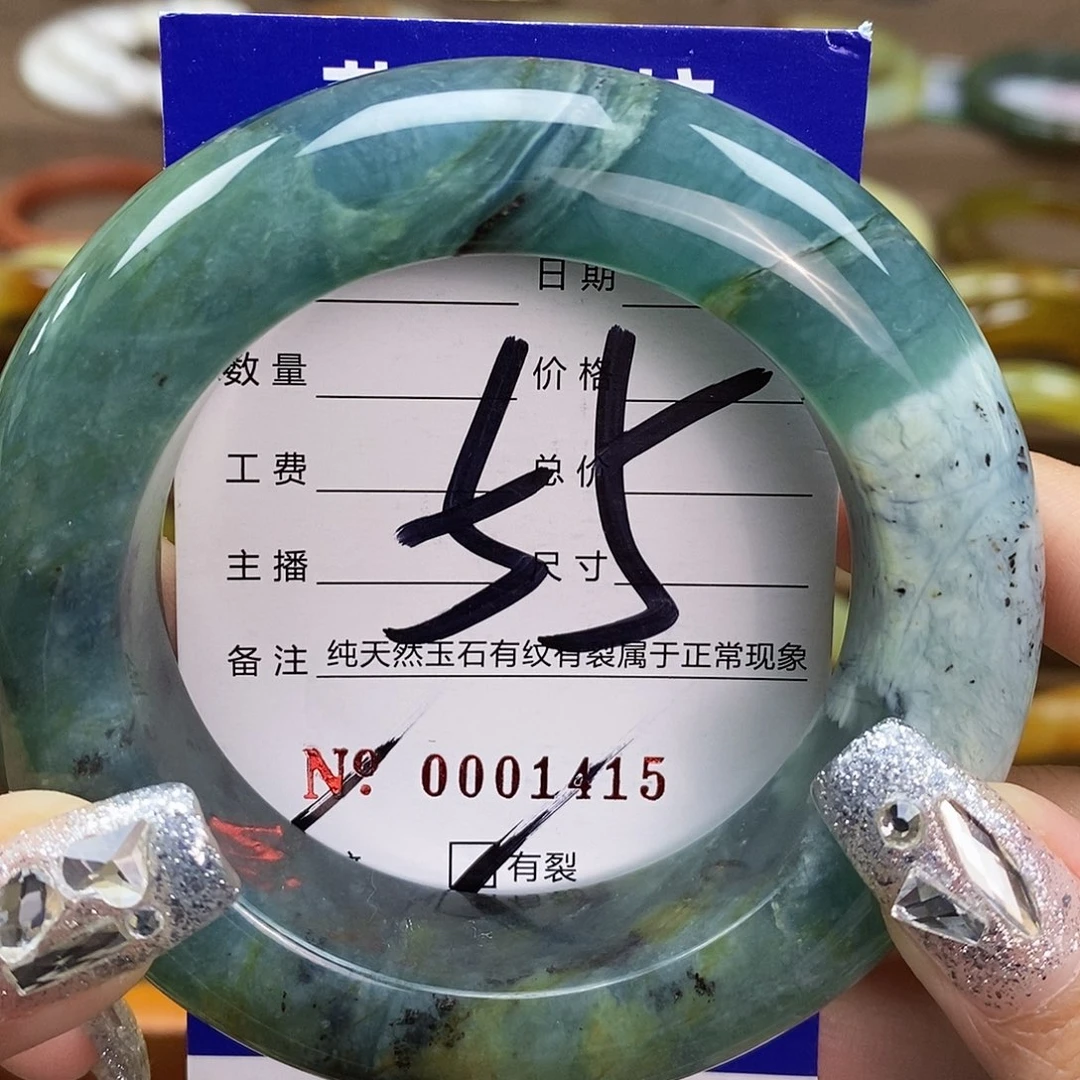 日期
数量 价格
工费 总价
主播 尺寸
55
备注 纯天然玉石有纹有裂属于正常现象
No. 0001415
有裂